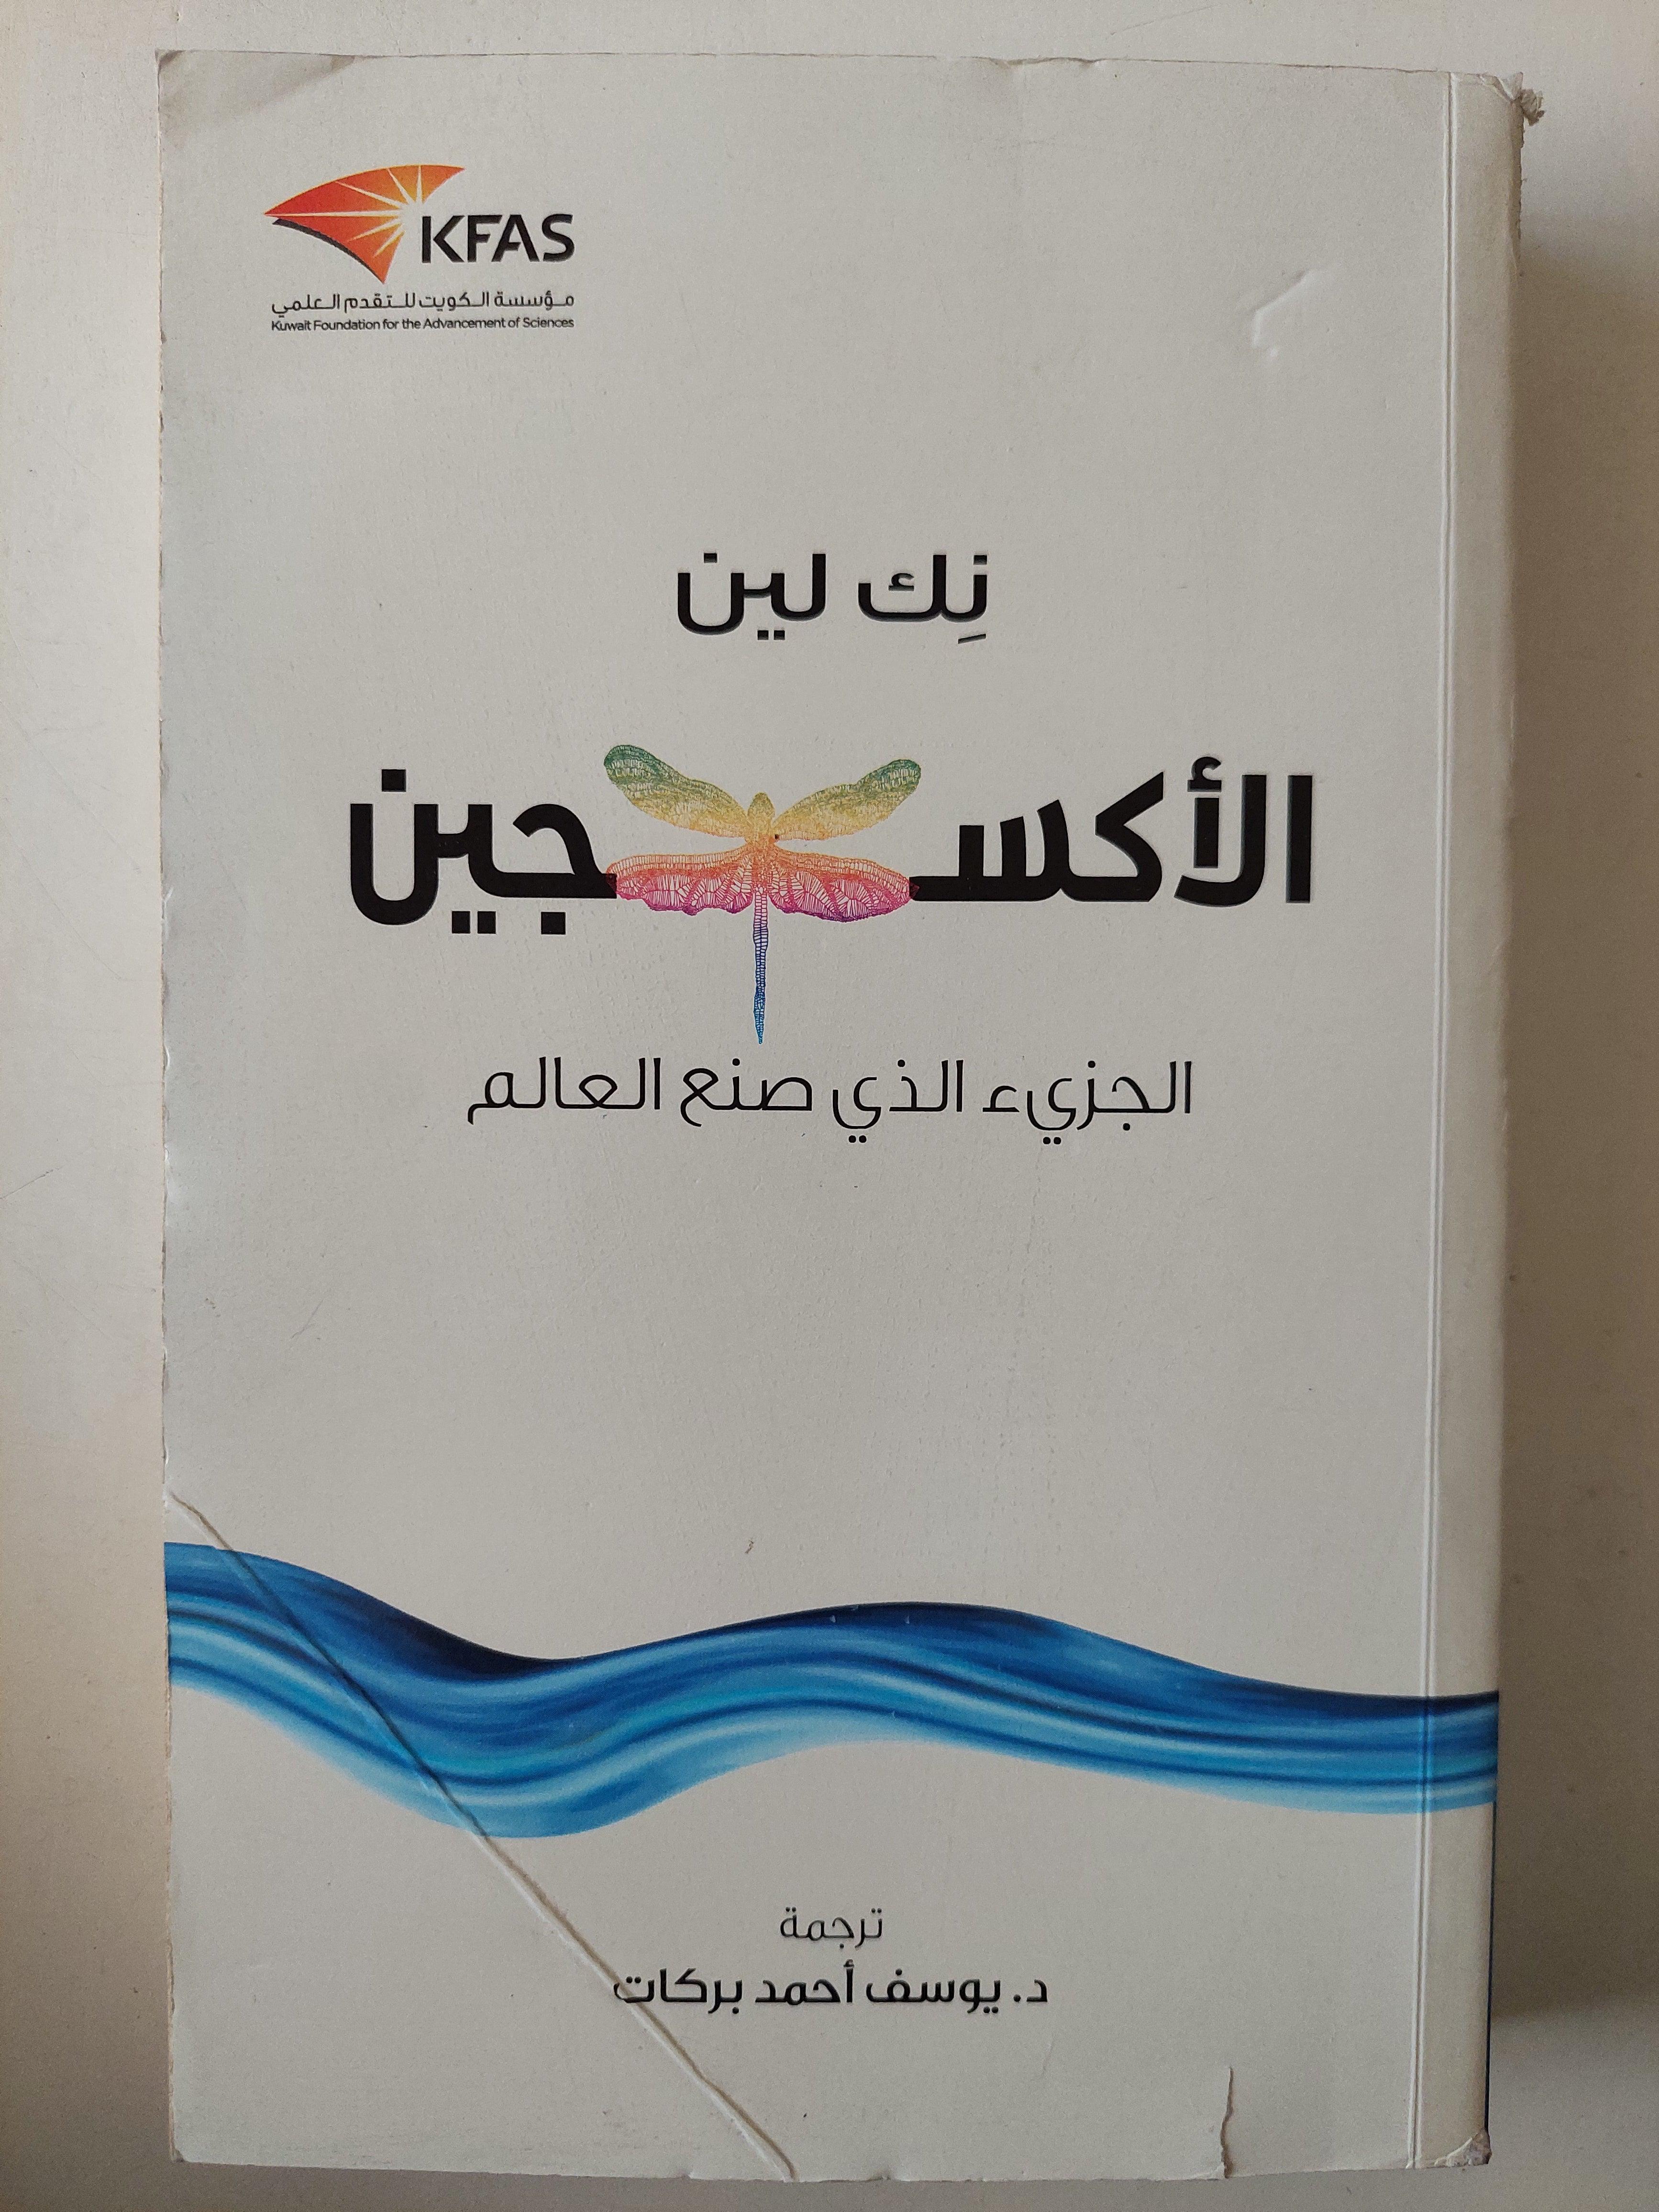 KFAS
مؤسسة الكويت للتقدم العلمي
Kuwait Foundation for the Advancement of Sciences
نِك لين
الأكسجين
الجزيء الذي صنع العالم
ترجمة
د. يوسف أحمد بركات